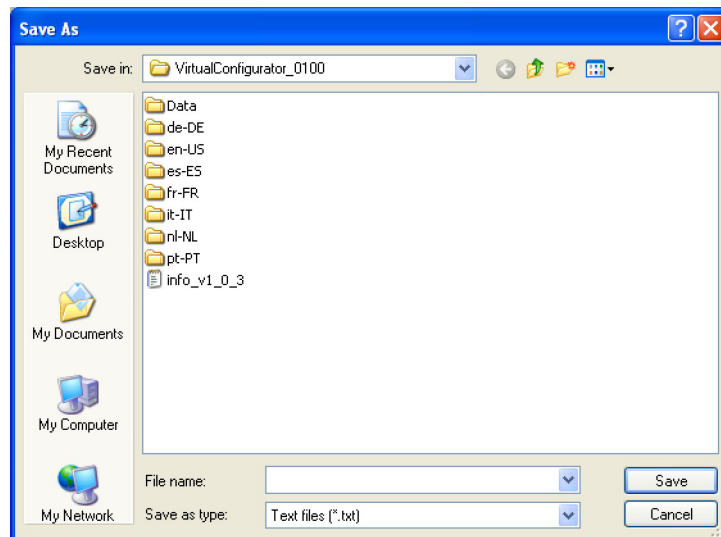 Save As
Save in: VirtualConfigurator_0100
My Recent
Documents
Desktop
My Documents
My Computer
My Network
Data
de-DE
en-US
es-ES
fr-FR
it-IT
nl-NL
pt-PT
info_v1_0_3
File name:
Save
Save as type: Text files (*.txt)
Cancel